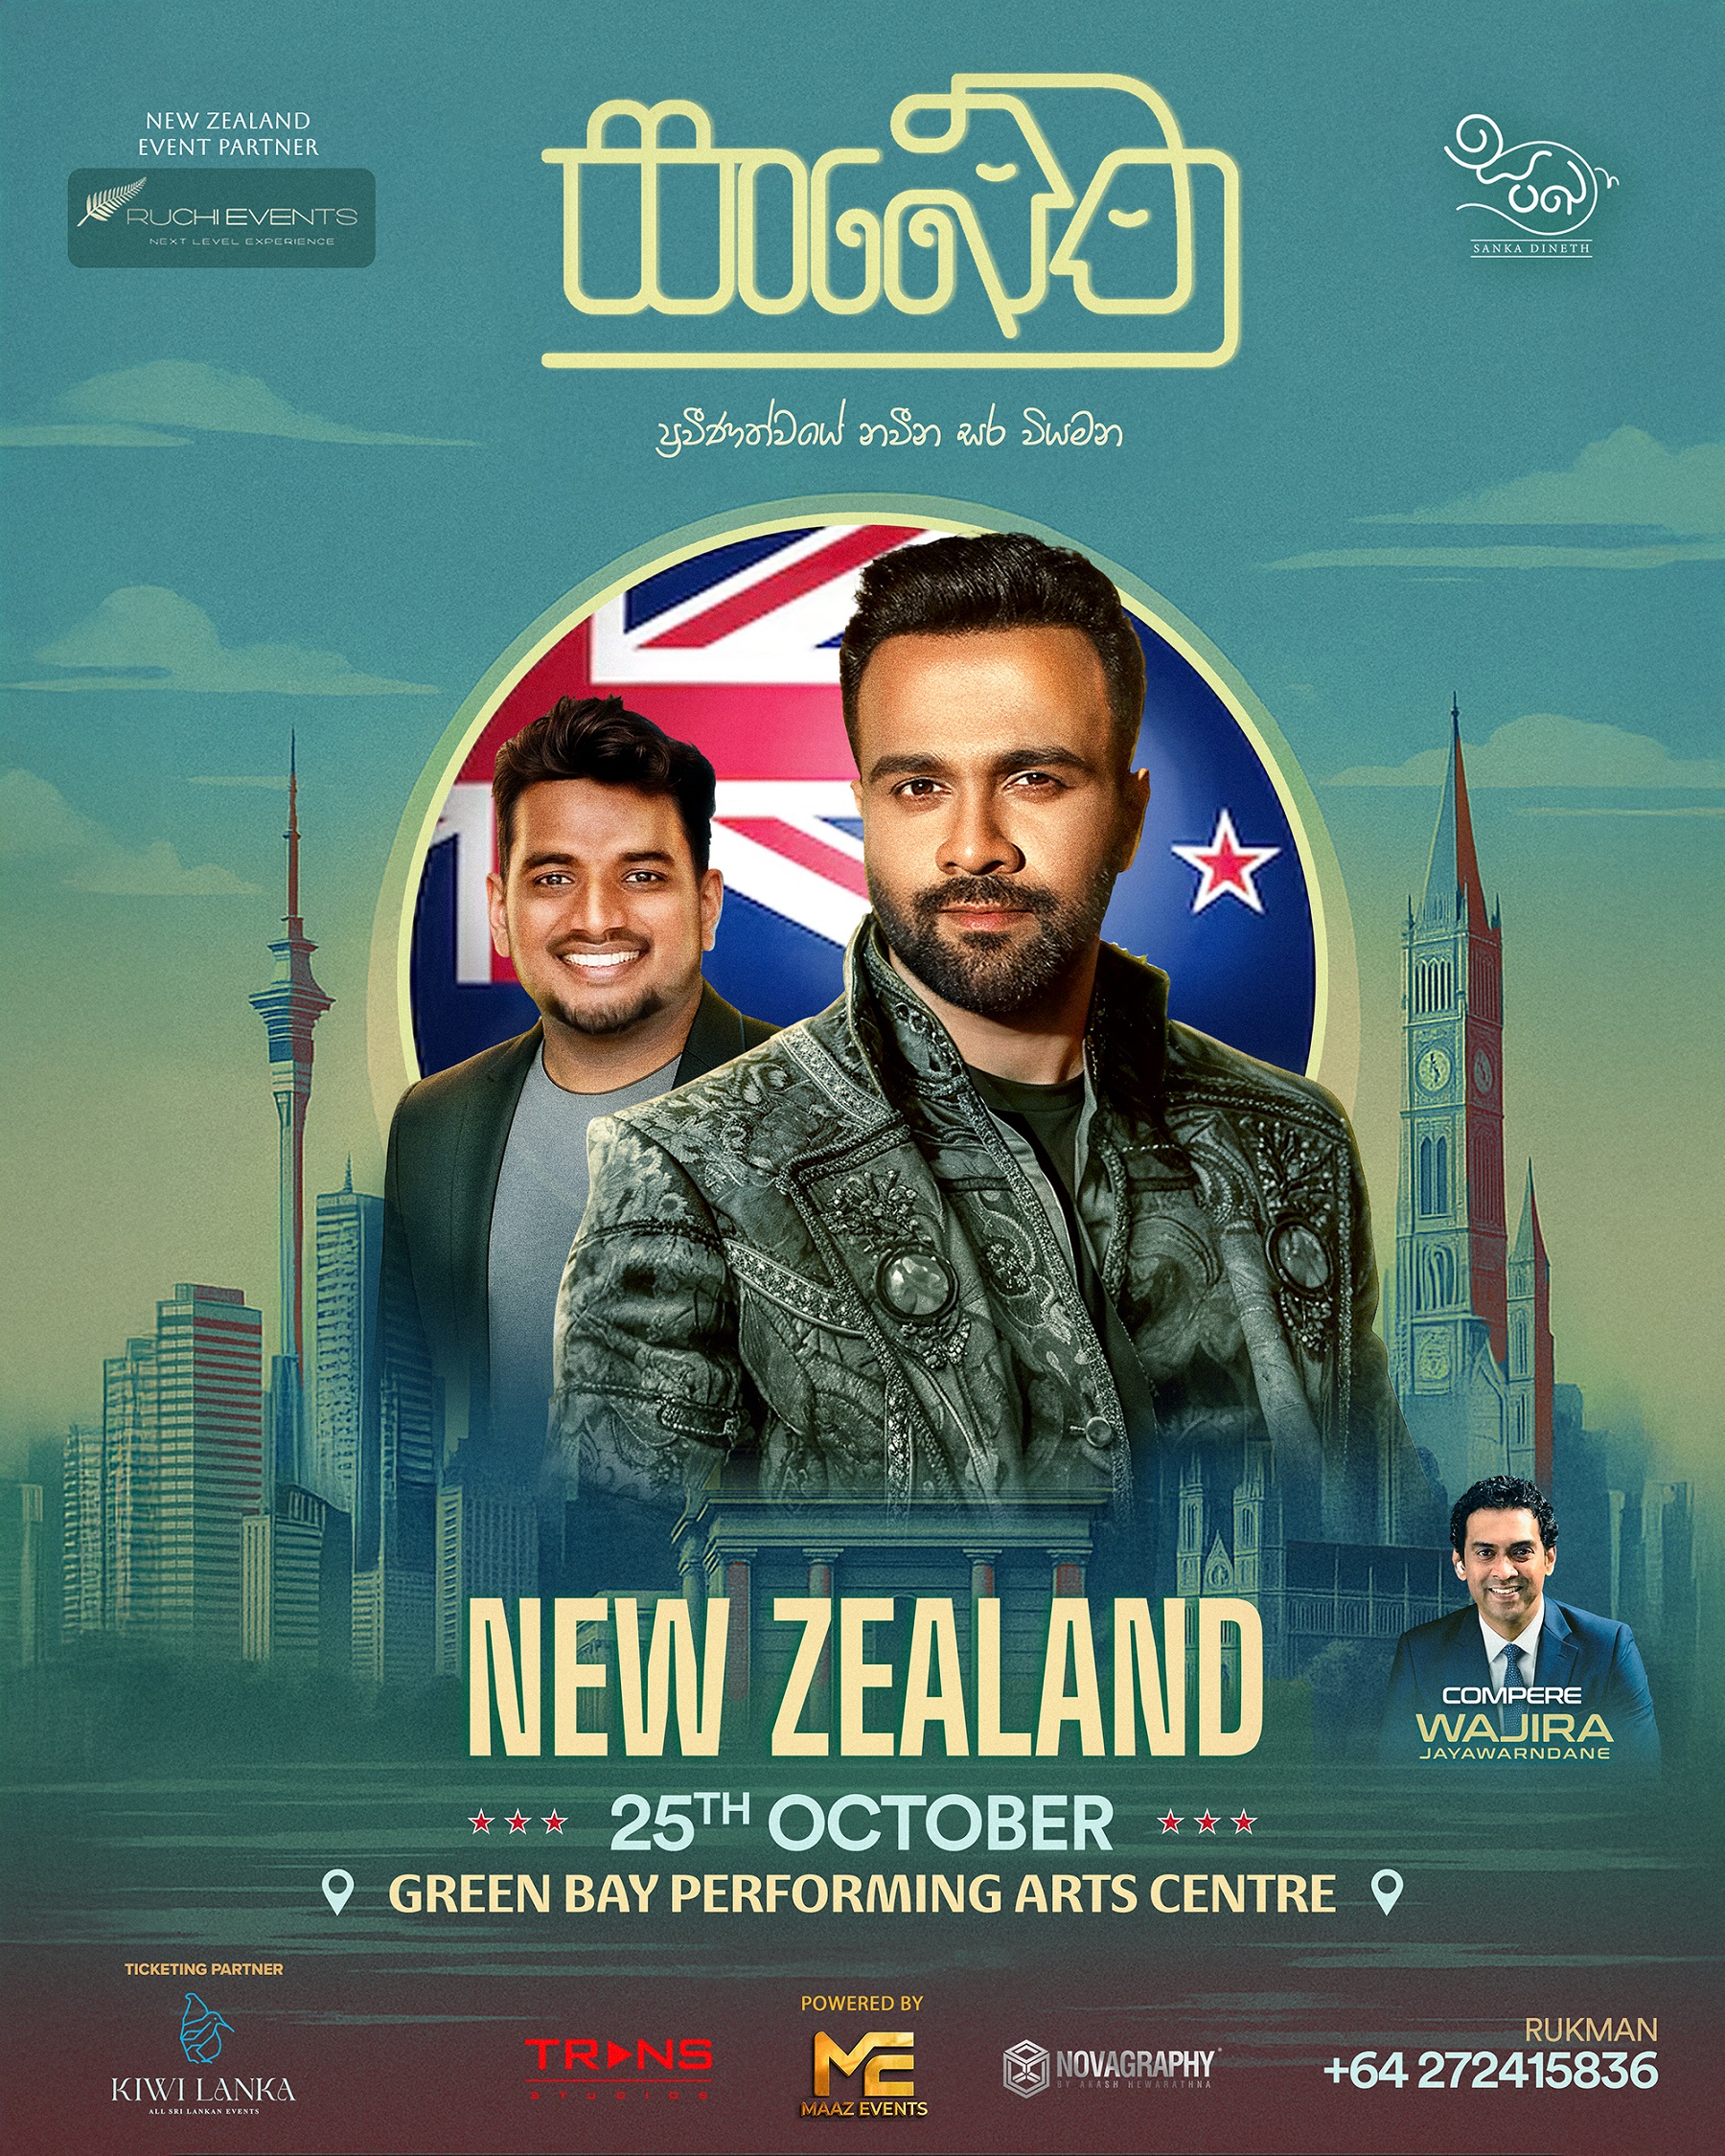 NEW ZEALAND
EVENT PARTNER
RUCHI EVENTS
NEXT LEVEL EXPERIENCE
SANKA DINETH
ප්‍රවීණත්වයේ නවීන සර වියමන
NEW ZEALAND
COMPERE
WAJIRA
JAYAWARNDANE
25TH OCTOBER
GREEN BAY PERFORMING ARTS CENTRE
TICKETING PARTNER
KIWI LANKA
ALL SRI LANKAN EVENTS
TRANS
STUDIOS
POWERED BY
ME
MAAZ EVENTS
NOVAGRAPHY
BY AKASH HEWARATHNA
RUKMAN
+64 272415836